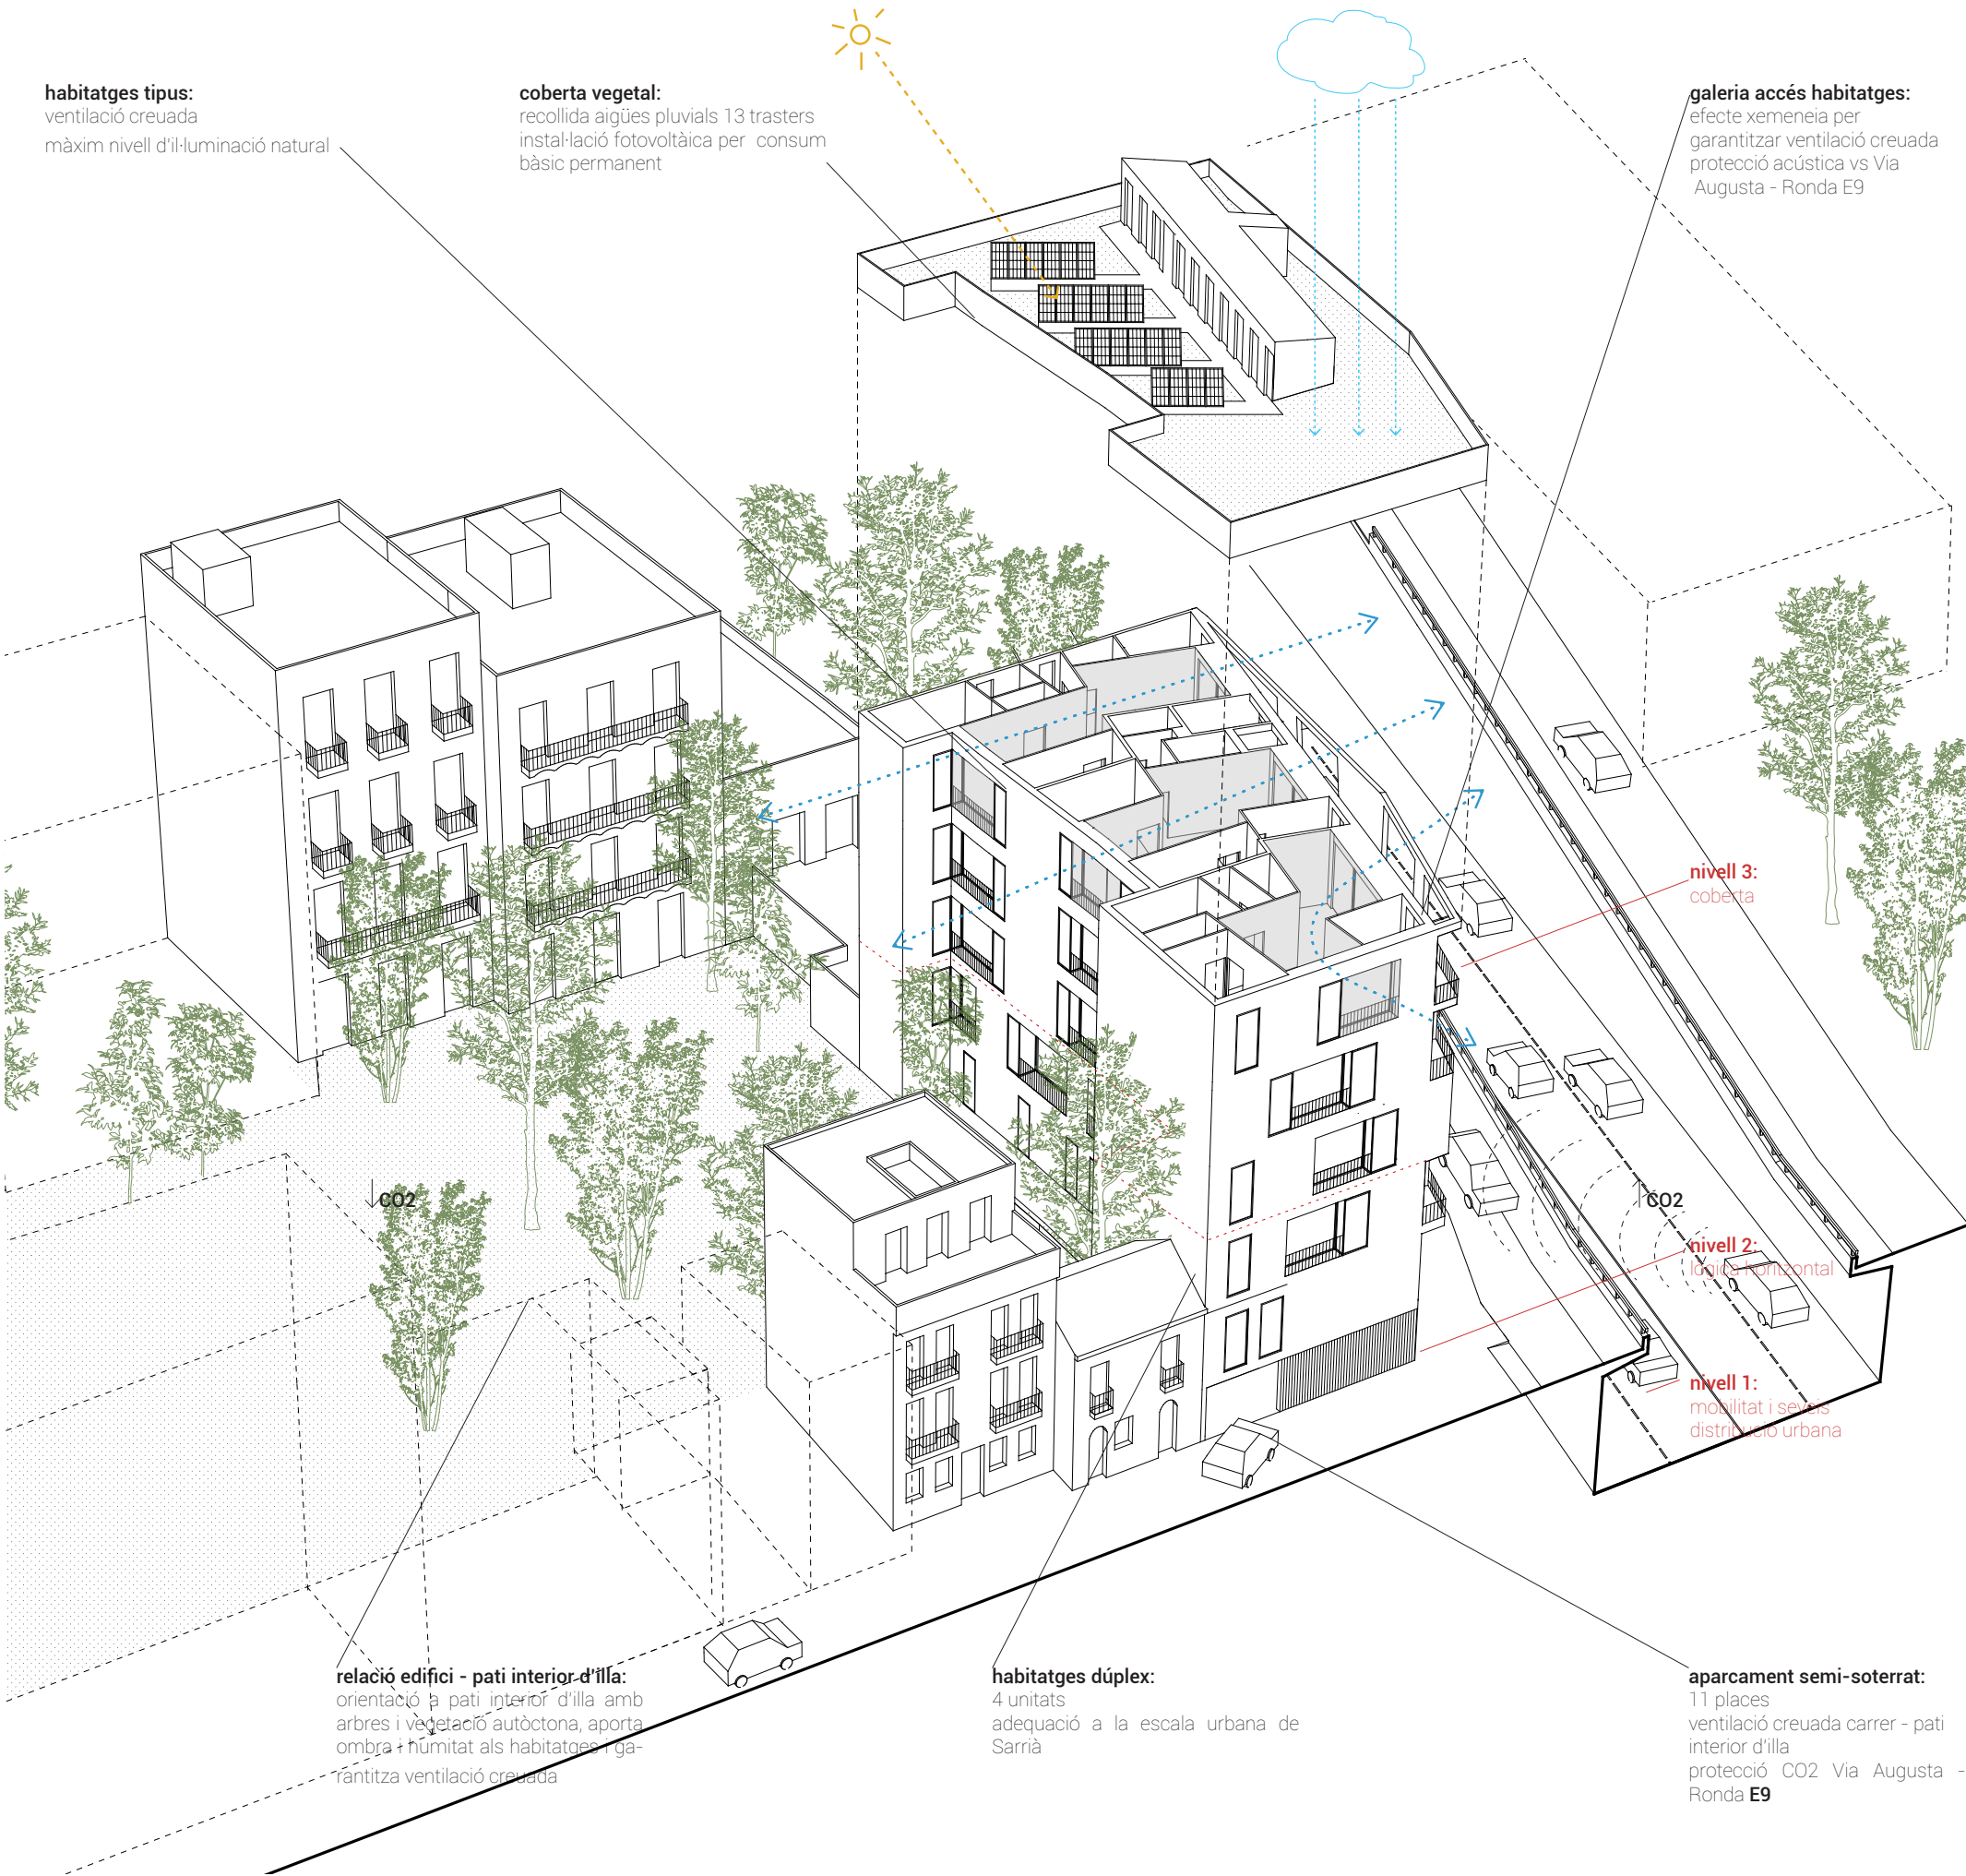 habitatges tipus:
ventilació creuada
màxim nivell d'il·luminació natural
coberta vegetal:
recollida aigües pluvials 13 trasters
instal·lació fotovoltàica per consum
bàsic permanent
galeria accés habitatges:
efecte xemeneia per
garantitzar ventilació creuada
protecció acústica vs Via
Augusta - Ronda E9
nivell 3:
coberta
CO2
CO2
nivell 2:
lògica horitzontal
nivell 1:
mobilitat i seveis
distribució urbana
relació edifici - pati interior d'illa:
orientació a pati interior d'illa amb
arbres i vegetació autòctona, aporta
ombra i humitat als habitatges i ga-
rantitza ventilació creuada
habitatges dúplex:
4 unitats
adequació a la escala urbana de
Sarrià
aparcament semi-soterrat:
11 places
ventilació creuada carrer - pati
interior d'illa
protecció CO2 Via Augusta -
Ronda E9